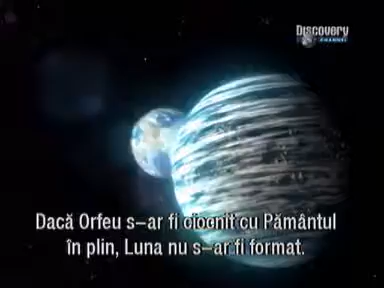 Discovery
CHANNEL
Dacă Orfeu s-ar fi ciocnit cu Pământul
în plin, Luna nu s-ar fi format.